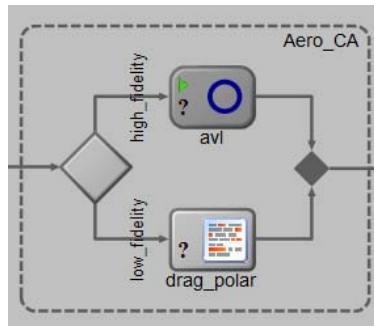 Aero_CA
high_fidelity
?
avl
low_fidelity
?
drag_polar